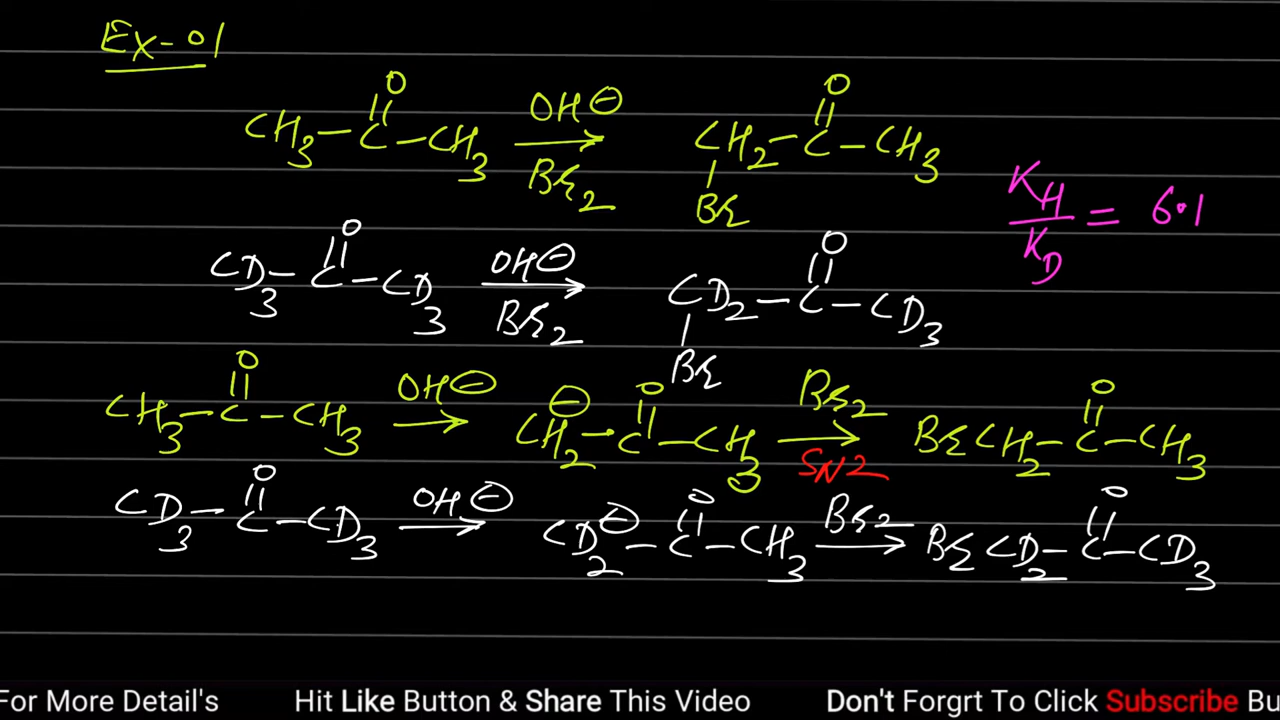 Ex-01
CH3-C(=O)-CH3 →[OH⊖ / Br2] CH2(Br)-C(=O)-CH3
KH/KD = 6.1
CD3-C(=O)-CD3 →[OH⊖ / Br2] CD2(Br)-C(=O)-CD3
CH3-C(=O)-CH3 →[OH⊖] ⊖CH2-C(=O)-CH3 →[Br2 / SN2] BrCH2-C(=O)-CH3
CD3-C(=O)-CD3 →[OH⊖] CD2⊖-C(=O)-CH3 →[Br2] BrCD2-C(=O)-CD3
For More Detail's Hit Like Button & Share This Video Don't Forgrt To Click Subscribe Bu